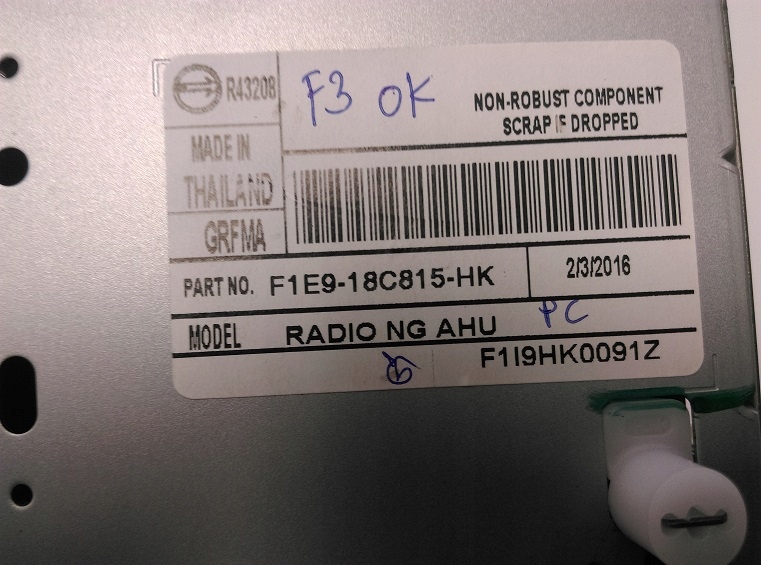 R43208
F3 OK
NON-ROBUST COMPONENT
SCRAP IF DROPPED
MADE IN
THAILAND
GRFMA
PART NO. F1E9-18C815-HK
2/3/2016
MODEL RADIO NG AHU PC
F1I9HK0091Z